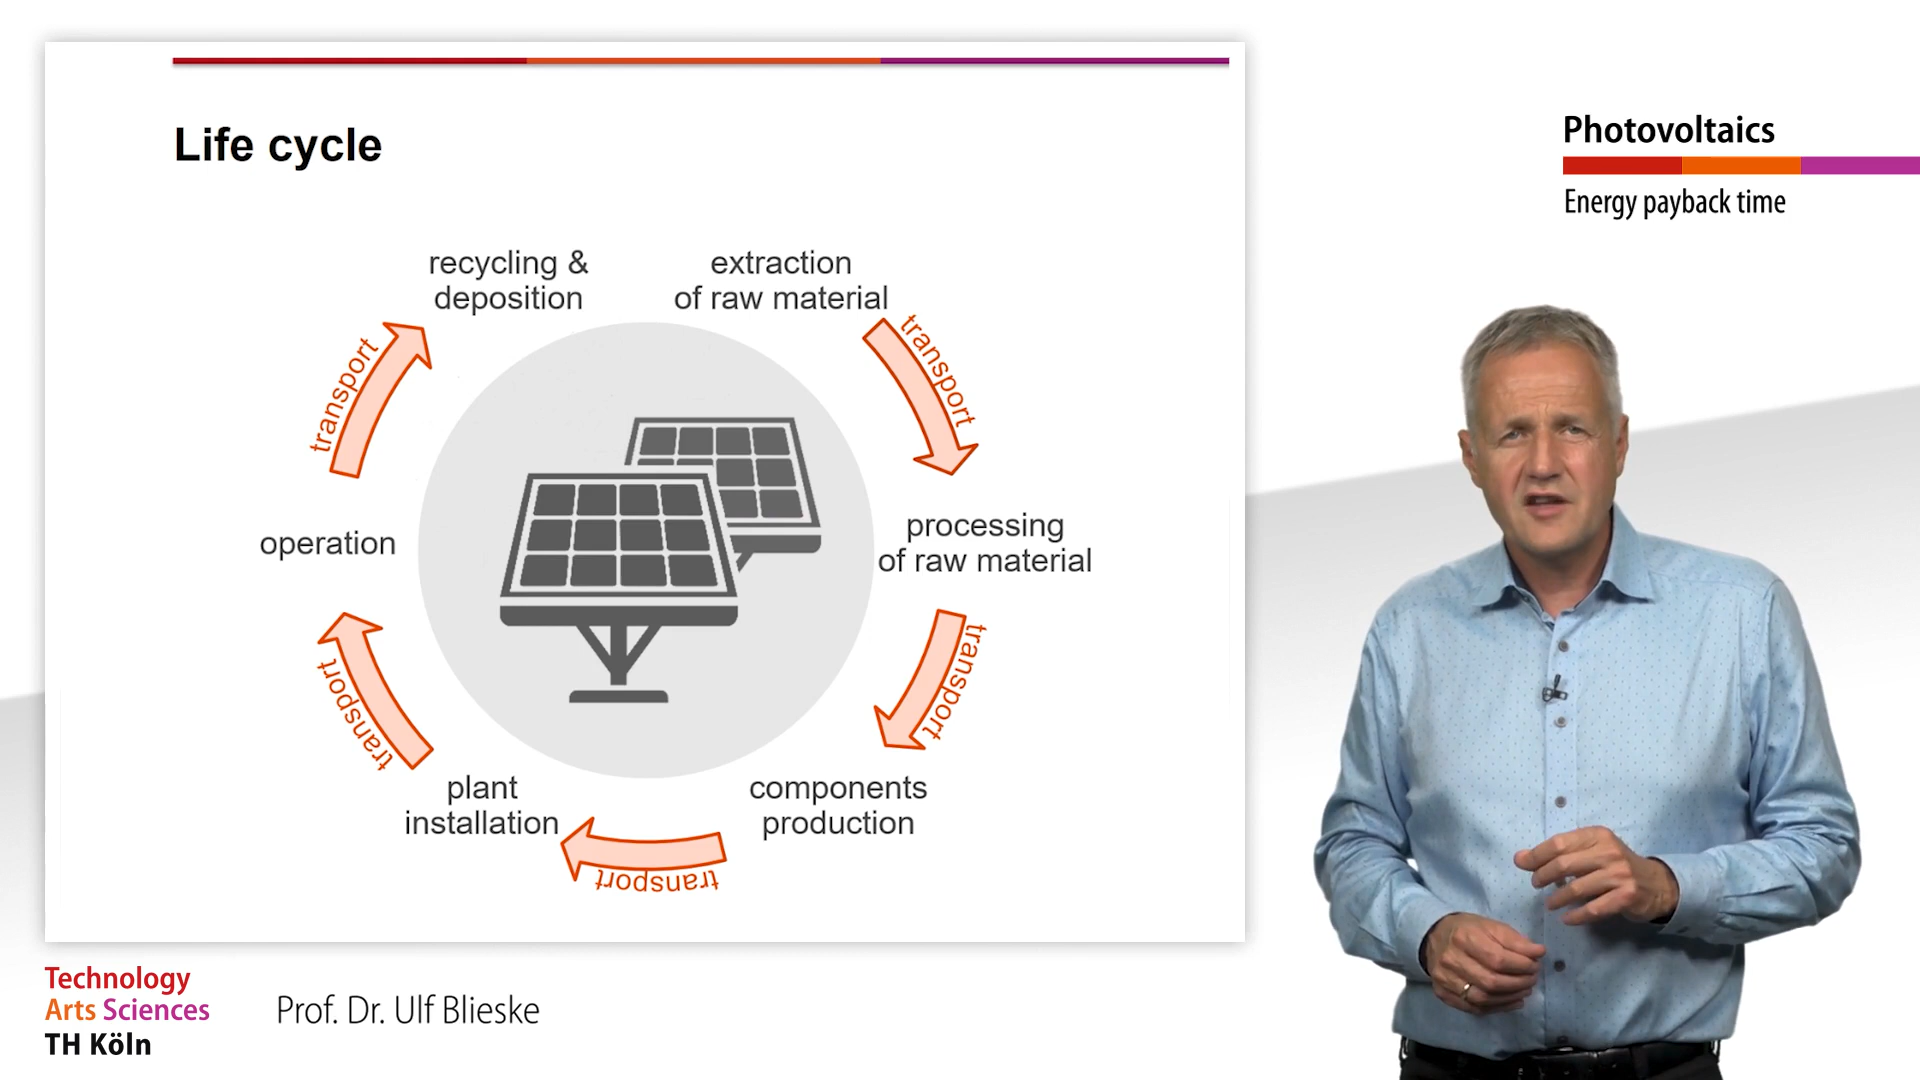 Life cycle
recycling &
deposition
extraction
of raw material
transport
transport
operation
processing
of raw material
transport
transport
plant
installation
components
production
transport
Photovoltaics
Energy payback time
Technology
Arts Sciences
TH Köln
Prof. Dr. Ulf Blieske